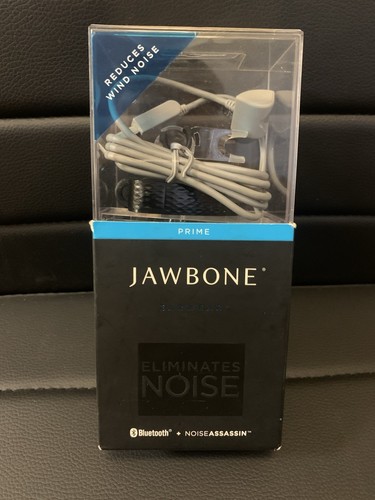 REDUCES
WIND NOISE
PRIME
JAWBONE®
ELIMINATES
NOISE
Bluetooth® + NOISEASSASSIN™